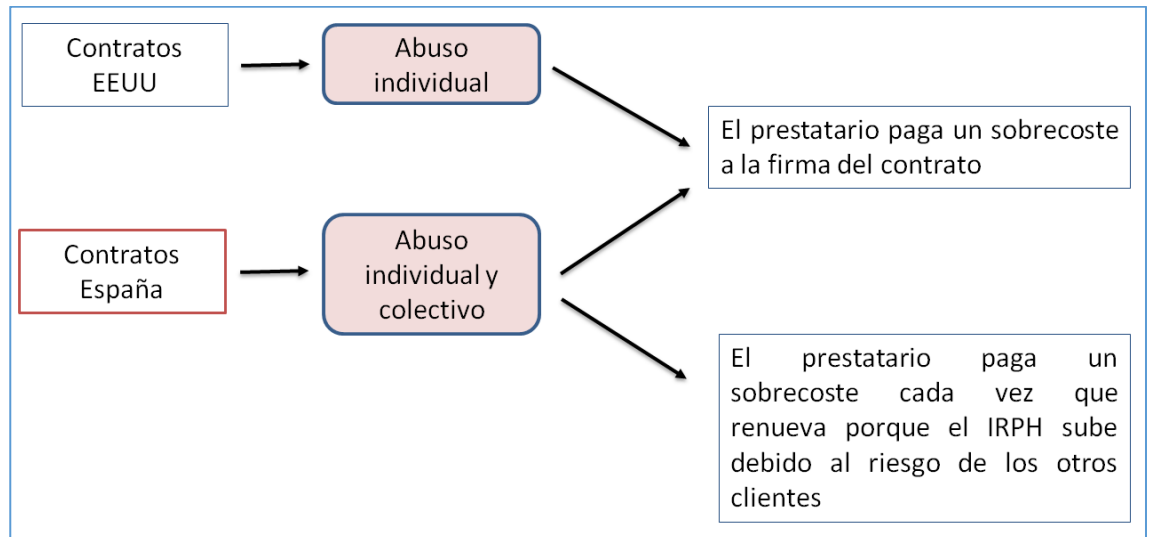 Contratos
EEUU
Abuso
individual
El prestatario paga un sobrecoste
a la firma del contrato
Contratos
España
Abuso
individual y
colectivo
El prestatario paga un
sobrecoste cada vez que
renueva porque el IRPH sube
debido al riesgo de los otros
clientes